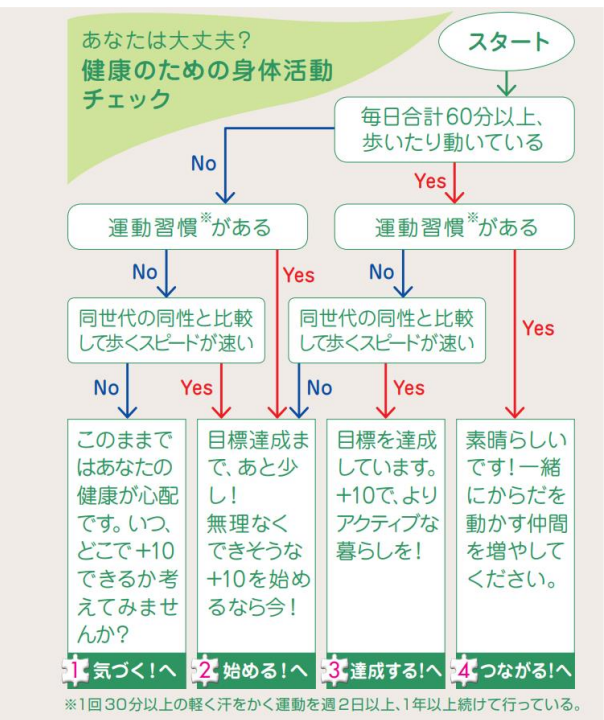 あなたは大丈夫?
健康のための身体活動
チェック
スタート
毎日合計60分以上、
歩いたり動いている
No
Yes
運動習慣※がある
運動習慣※がある
No
Yes
No
Yes
同世代の同性と比較
して歩くスピードが速い
同世代の同性と比較
して歩くスピードが速い
No
Yes
No
Yes
このままで
はあなたの
健康が心配
です。いつ、
どこで+10
できるか考
えてみませ
んか?
目標達成ま
で、あと少
し!
無理なく
できそうな
+10を始め
るなら今!
目標を達成
しています。
+10で、より
アクティブな
暮らしを!
素晴らしい
です!一緒
にからだを
動かす仲間
を増やして
ください。
1 気づく!へ
2 始める!へ
3 達成する!へ
4 つながる!へ
※1回30分以上の軽く汗をかく運動を週2日以上、1年以上続けて行っている。